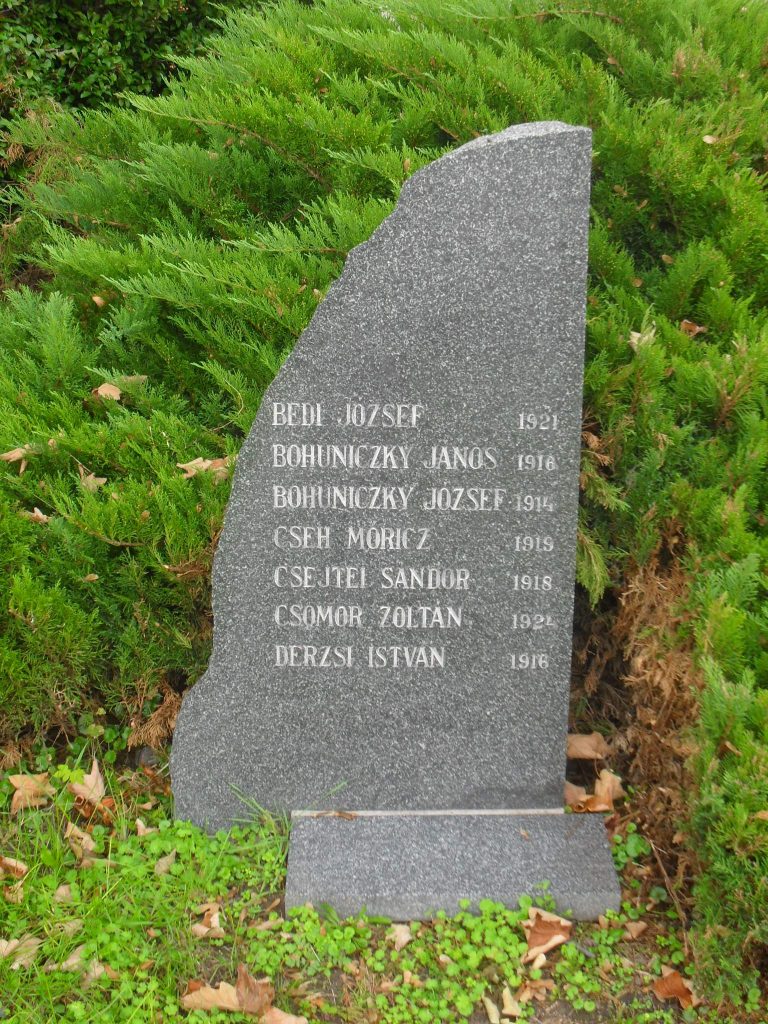 BEDI JÓZSEF 1921
BOHUNICZKY JÁNOS 1916
BOHUNICZKY JÓZSEF 1914
CSEH MÓRICZ 1919
CSEJTEI SÁNDOR 1918
CSOMOR ZOLTÁN 1924
DERZSI ISTVÁN 1916